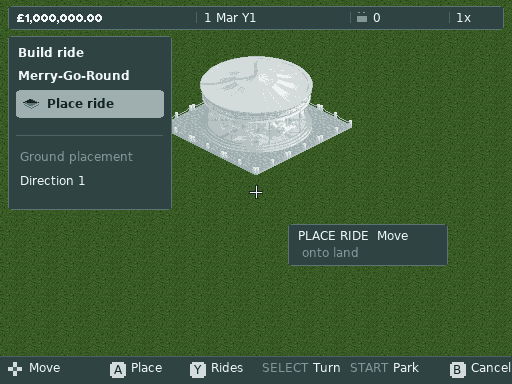 £1,000,000.00 1 Mar Y1 0 1x
Build ride
Merry-Go-Round
Place ride
Ground placement
Direction 1
PLACE RIDE Move
onto land
Move A Place Y Rides SELECT Turn START Park B Cancel